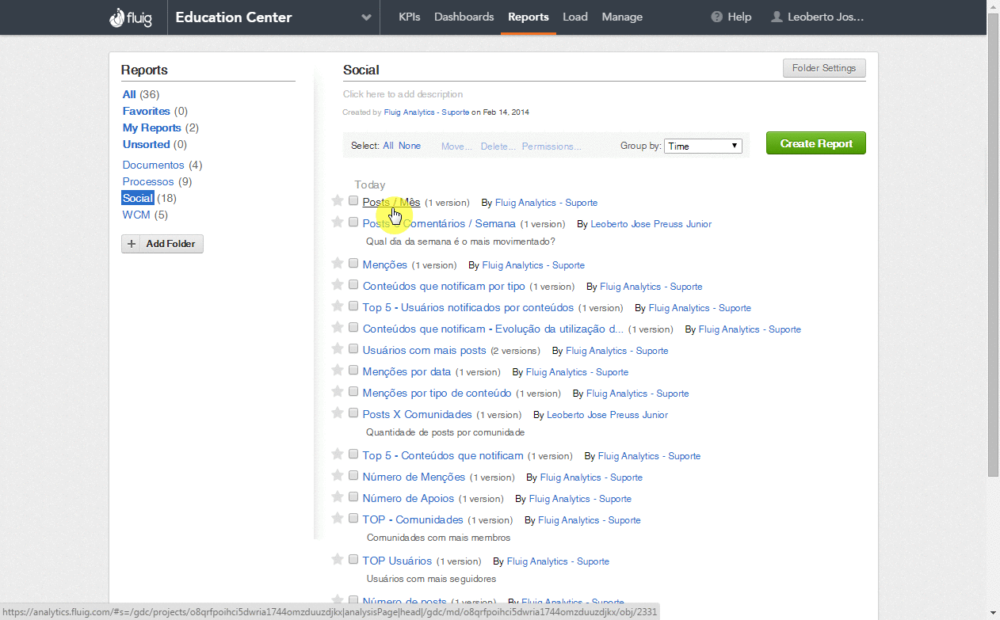 fluig Education Center KPIs Dashboards Reports Load Manage Help Leoberto Jos...
Reports
All (36)
Favorites (0)
My Reports (2)
Unsorted (0)
Documentos (4)
Processos (9)
Social (18)
WCM (5)
+ Add Folder
Social Folder Settings
Click here to add description
Created by Fluig Analytics - Suporte on Feb 14, 2014
Select: All None Move... Delete... Permissions... Group by: Time Create Report
Today
Posts / Mês (1 version) By Fluig Analytics - Suporte
Posts Comentários / Semana (1 version) By Leoberto Jose Preuss Junior
Qual dia da semana é o mais movimentado?
Menções (1 version) By Fluig Analytics - Suporte
Conteúdos que notificam por tipo (1 version) By Fluig Analytics - Suporte
Top 5 - Usuários notificados por conteúdos (1 version) By Fluig Analytics - Suporte
Conteúdos que notificam - Evolução da utilização d... (1 version) By Fluig Analytics - Suporte
Usuários com mais posts (2 versions) By Fluig Analytics - Suporte
Menções por data (1 version) By Fluig Analytics - Suporte
Menções por tipo de conteúdo (1 version) By Fluig Analytics - Suporte
Posts X Comunidades (1 version) By Leoberto Jose Preuss Junior
Quantidade de posts por comunidade
Top 5 - Conteúdos que notificam (1 version) By Fluig Analytics - Suporte
Número de Menções (1 version) By Fluig Analytics - Suporte
Número de Apoios (1 version) By Fluig Analytics - Suporte
TOP - Comunidades (1 version) By Fluig Analytics - Suporte
Comunidades com mais membros
TOP Usuários (1 version) By Fluig Analytics - Suporte
Usuários com mais seguidores
Número de posts (1 version) By Fluig Analytics - Suporte
https://analytics.fluig.com/#s=/gdc/projects/o8qrfpoihci5dwria1744omzduuzdjkx|analysisPage|head|/gdc/md/o8qrfpoihci5dwria1744omzduuzdjkx/obj/2331